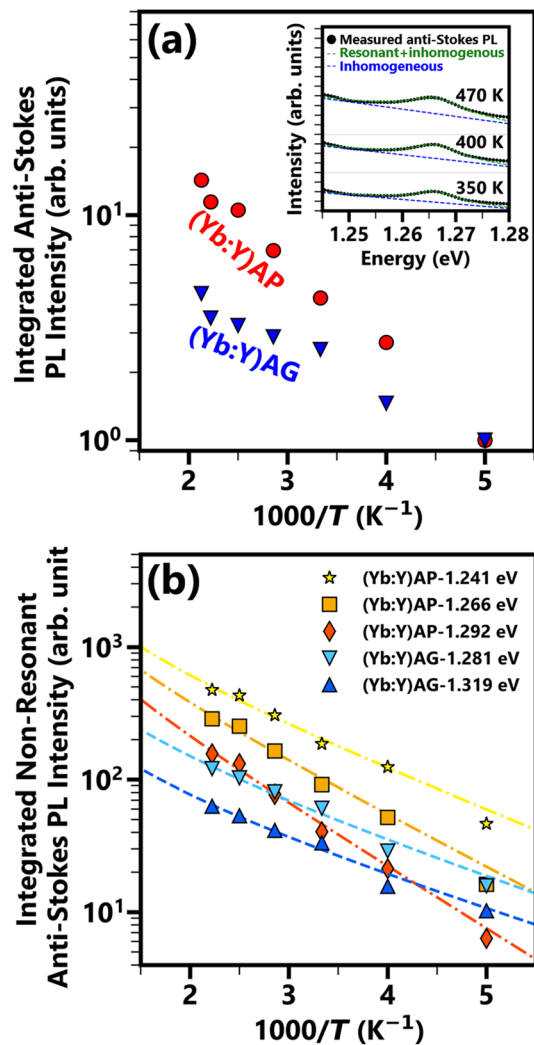 (a)
Measured anti-Stokes PL
Resonant+inhomogenous
Inhomogeneous
470 K
400 K
350 K
Intensity (arb. units)
1.25 1.26 1.27 1.28
Energy (eV)
Integrated Anti-Stokes
PL Intensity (arb. units)
10¹
10⁰
(Yb:Y)AP
(Yb:Y)AG
2 3 4 5
1000/T (K⁻¹)
(b)
(Yb:Y)AP-1.241 eV
(Yb:Y)AP-1.266 eV
(Yb:Y)AP-1.292 eV
(Yb:Y)AG-1.281 eV
(Yb:Y)AG-1.319 eV
Integrated Non-Resonant
Anti-Stokes PL Intensity (arb. unit)
10³
10²
10¹
2 3 4 5
1000/T (K⁻¹)